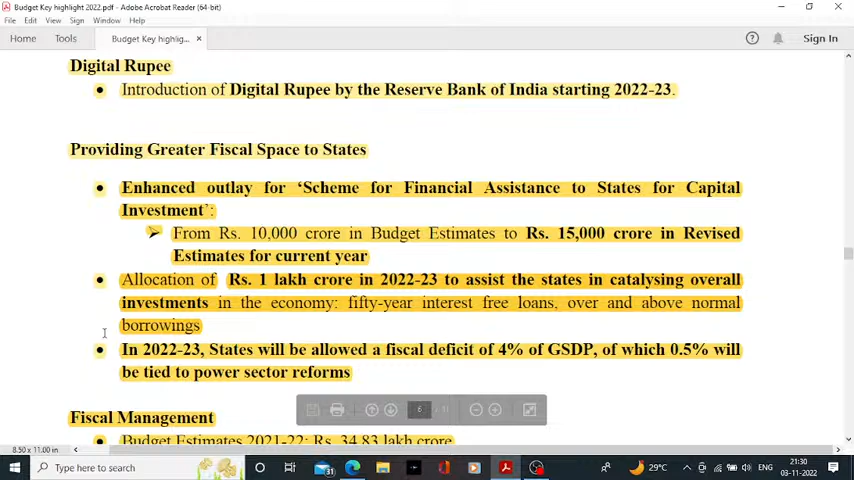 Budget Key highlight 2022.pdf - Adobe Acrobat Reader (64-bit)
File Edit View Sign Window Help
Home Tools Budget Key highlig... × Sign In
Digital Rupee
• Introduction of Digital Rupee by the Reserve Bank of India starting 2022-23.
Providing Greater Fiscal Space to States
• Enhanced outlay for ‘Scheme for Financial Assistance to States for Capital
Investment’:
➢ From Rs. 10,000 crore in Budget Estimates to Rs. 15,000 crore in Revised
Estimates for current year
• Allocation of Rs. 1 lakh crore in 2022-23 to assist the states in catalysing overall
investments in the economy: fifty-year interest free loans, over and above normal
borrowings
• In 2022-23, States will be allowed a fiscal deficit of 4% of GSDP, of which 0.5% will
be tied to power sector reforms
6
Fiscal Management
• Budget Estimates 2021-22: Rs. 34.83 lakh crore
8.50 x 11.00 in
Type here to search
31
29°C
ENG
21:30
03-11-2022